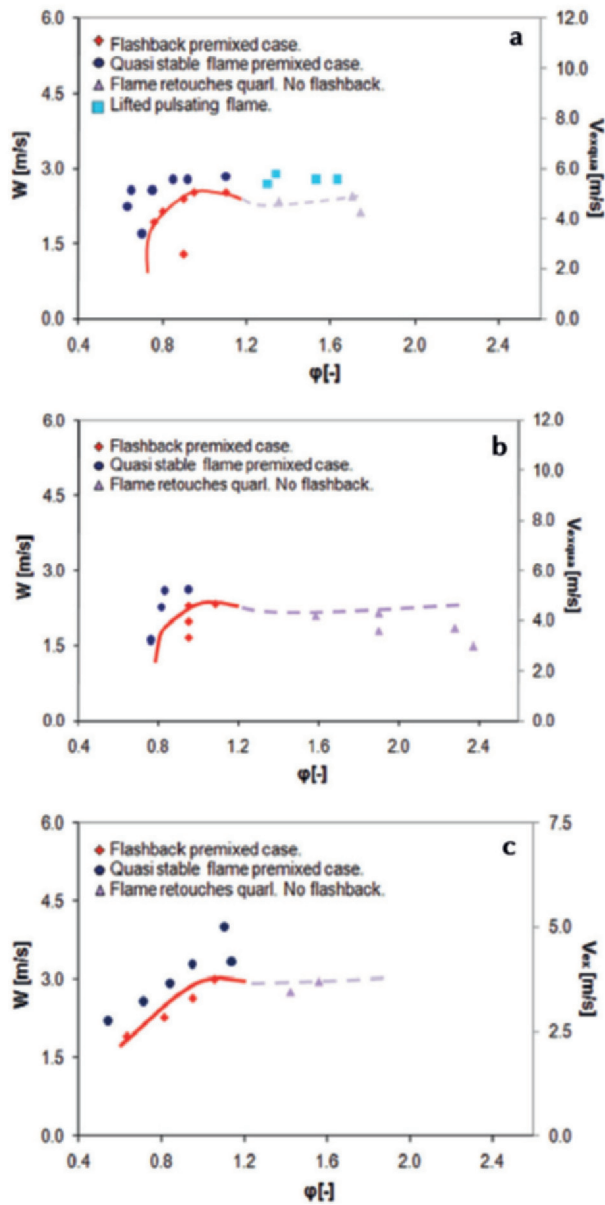 6.0
4.5
3.0
1.5
0.0
W [m/s]
Flashback premixed case.
Quasi stable flame premixed case.
Flame retouches quarl. No flashback.
Lifted pulsating flame.
a
12.0
10.0
8.0
6.0
4.0
2.0
0.0
Vexqua [m/s]
0.4 0.8 1.2 1.6 2.0 2.4
φ[-]
6.0
4.5
3.0
1.5
0.0
W [m/s]
Flashback premixed case.
Quasi stable flame premixed case.
Flame retouches quarl. No flashback.
b
12.0
10.0
8.0
6.0
4.0
2.0
0.0
Vexqua [m/s]
0.4 0.8 1.2 1.6 2.0 2.4
φ[-]
6.0
4.5
3.0
1.5
0.0
W [m/s]
Flashback premixed case.
Quasi stable flame premixed case.
Flame retouches quarl. No flashback.
c
7.5
5.0
2.5
0.0
Vex [m/s]
0.4 0.8 1.2 1.6 2.0 2.4
φ[-]